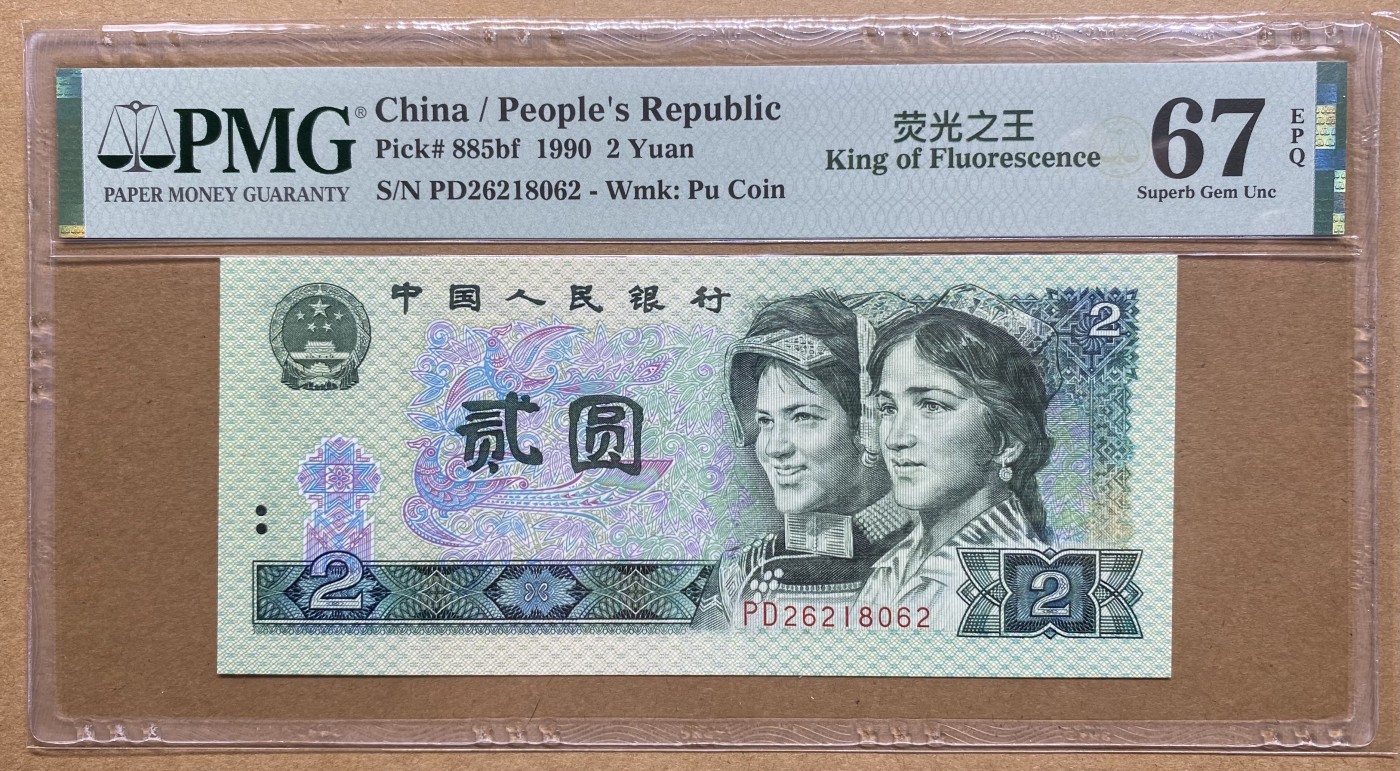 PMG®
PAPER MONEY GUARANTY
China / People's Republic
Pick# 885bf 1990 2 Yuan
S/N PD26218062 - Wmk: Pu Coin
荧光之王
King of Fluorescence
67
EPQ
Superb Gem Unc
中国人民银行
2
贰圆
2
PD26218062
2